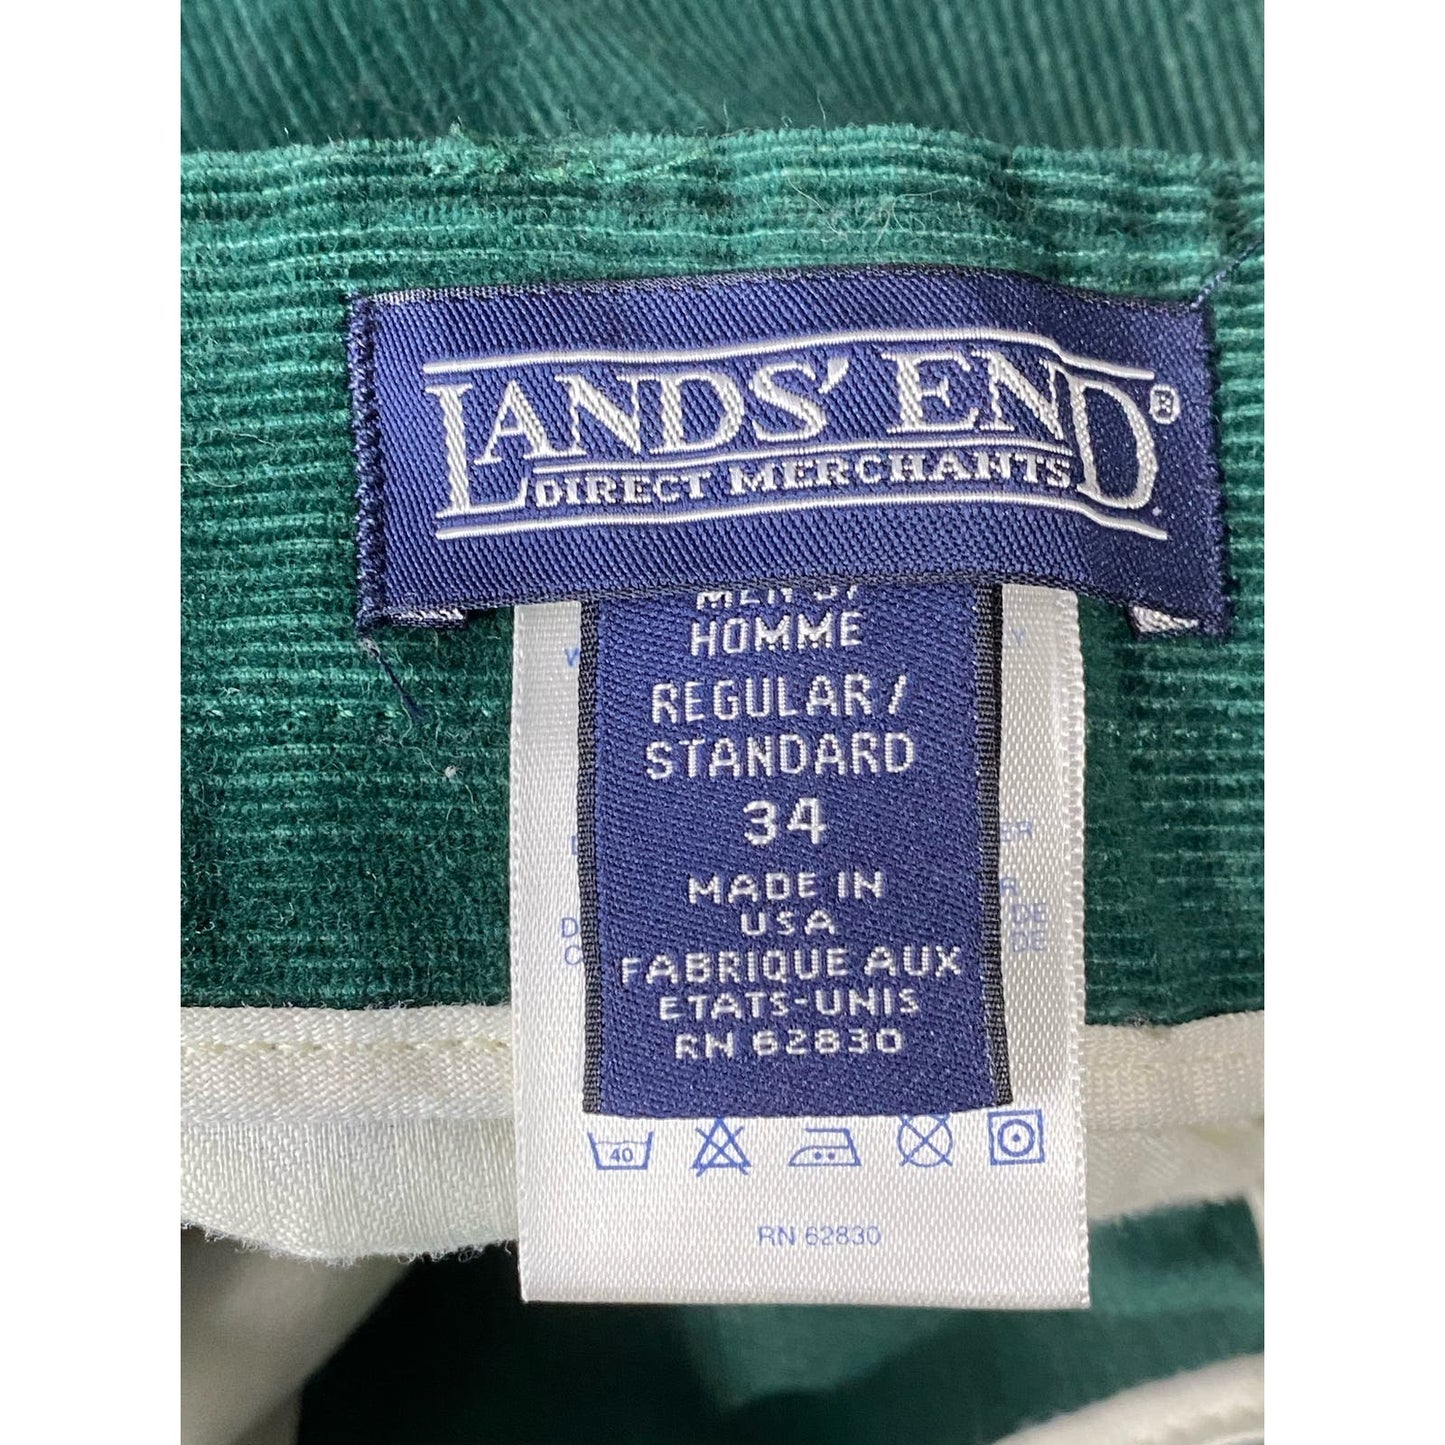 LANDS' END®
DIRECT MERCHANTS
MEN'S/
HOMME
REGULAR/
STANDARD
34
MADE IN
USA
FABRIQUE AUX
ETATS-UNIS
RN 62830
40
RN 62830